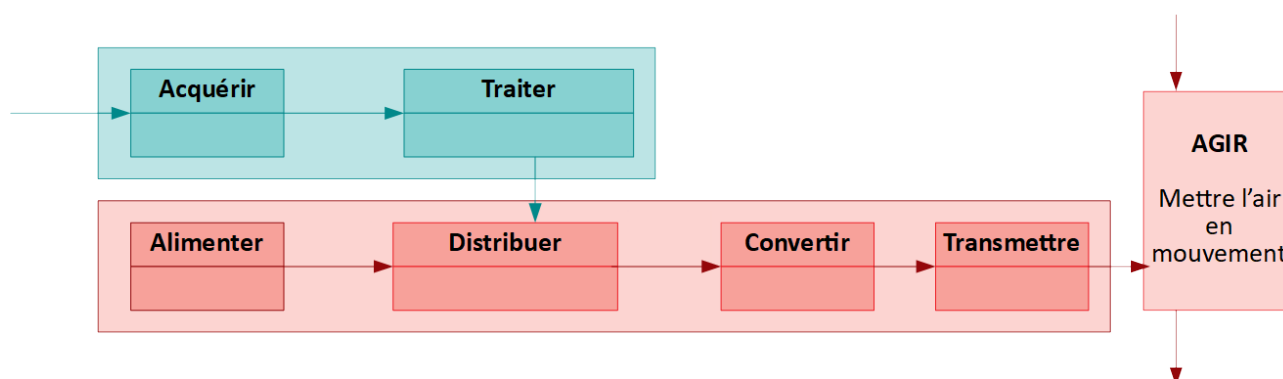 Acquérir
Traiter
Alimenter
Distribuer
Convertir
Transmettre
AGIR
Mettre l’air
en
mouvement